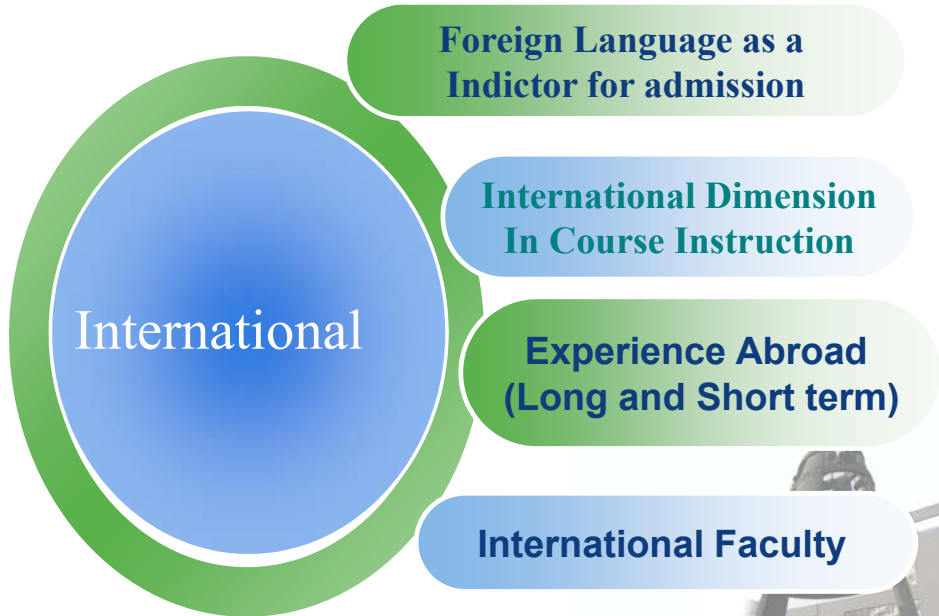 Foreign Language as a
Indictor for admission
International Dimension
In Course Instruction
International
Experience Abroad
(Long and Short term)
International Faculty